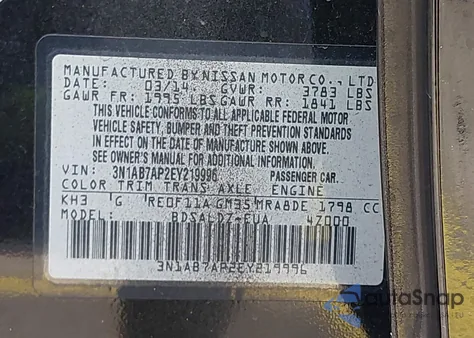 MANUFACTURED BY NISSAN MOTOR CO., LTD
DATE: 03/14 GVWR: 3783 LBS
GAWR FR: 1995 LBS GAWR RR: 1841 LBS
THIS VEHICLE CONFORMS TO ALL APPLICABLE FEDERAL MOTOR
VEHICLE SAFETY, BUMPER AND THEFT PREVENTION STANDARDS
IN EFFECT ON THE DATE OF MANUFACTURE SHOWN ABOVE.
SEE OWNER'S MANUAL FOR ADDITIONAL INFORMATION.
VIN: 3N1AB7AP2EY219996 PASSENGER CAR.
COLOR TRIM TRANS AXLE ENGINE
KH3 G RE0F11A GM35 MRA8DE 1798 CC
MODEL: BDSALDZ-EUA 47000
3N1AB7AP2EY219996
AutaSnap